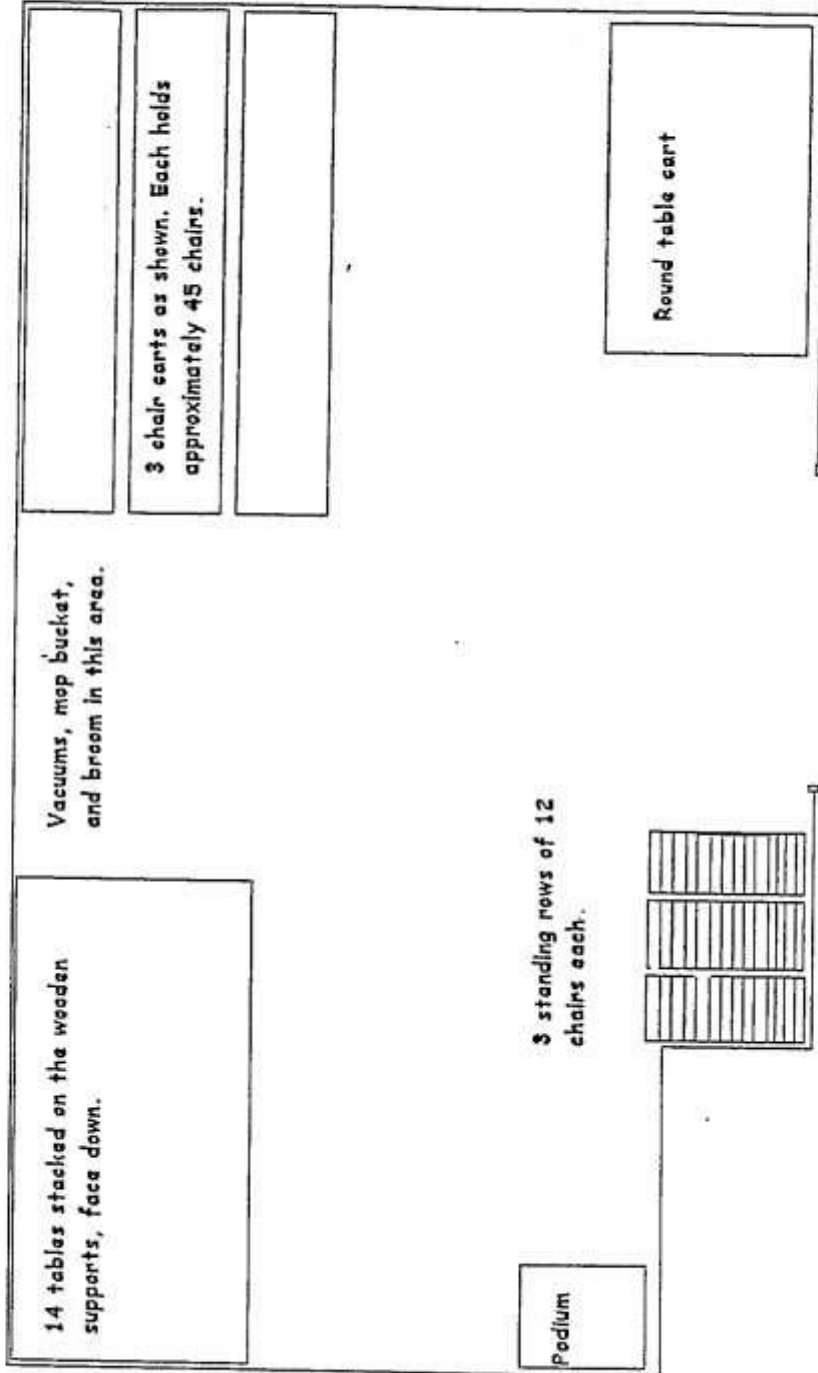 14 tables stacked on the wooden
supports, face down.
Vacuums, mop bucket,
and broom in this area.
3 chair carts as shown. Each holds
approximately 45 chairs.
Podium
3 standing rows of 12
chairs each.
Round table cart